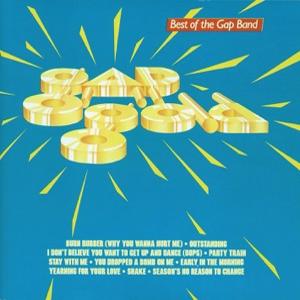 Best of the Gap Band
GAP
Gold
BURN RUBBER (WHY YOU WANNA HURT ME) • OUTSTANDING
I DON'T BELIEVE YOU WANT TO GET UP AND DANCE (OOPS) • PARTY TRAIN
STAY WITH ME • YOU DROPPED A BOMB ON ME • EARLY IN THE MORNING
YEARNING FOR YOUR LOVE • SHAKE • SEASON'S NO REASON TO CHANGE